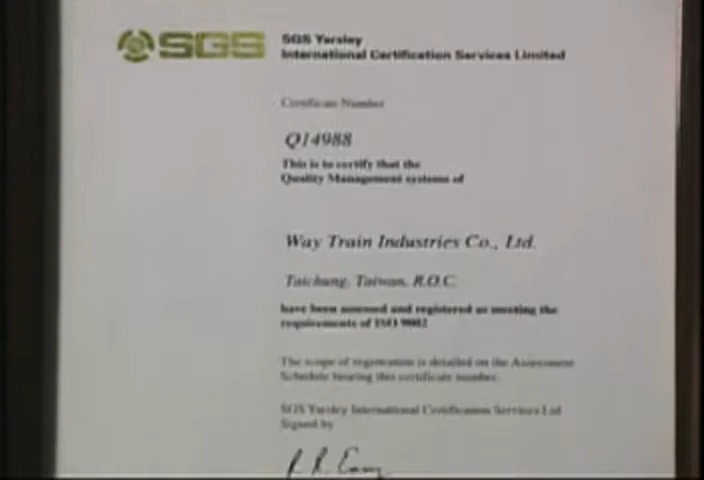 SGS
SGS Yarsley
International Certification Services Limited
Certificate Number
Q14988
This is to certify that the
Quality Management systems of
Way Train Industries Co., Ltd.
Taichung, Taiwan, R.O.C.
have been assessed and registered as meeting the
requirements of ISO 9002
The scope of registration is detailed on the Assessment
Schedule bearing this certificate number.
SGS Yarsley International Certification Services Ltd
Signed by